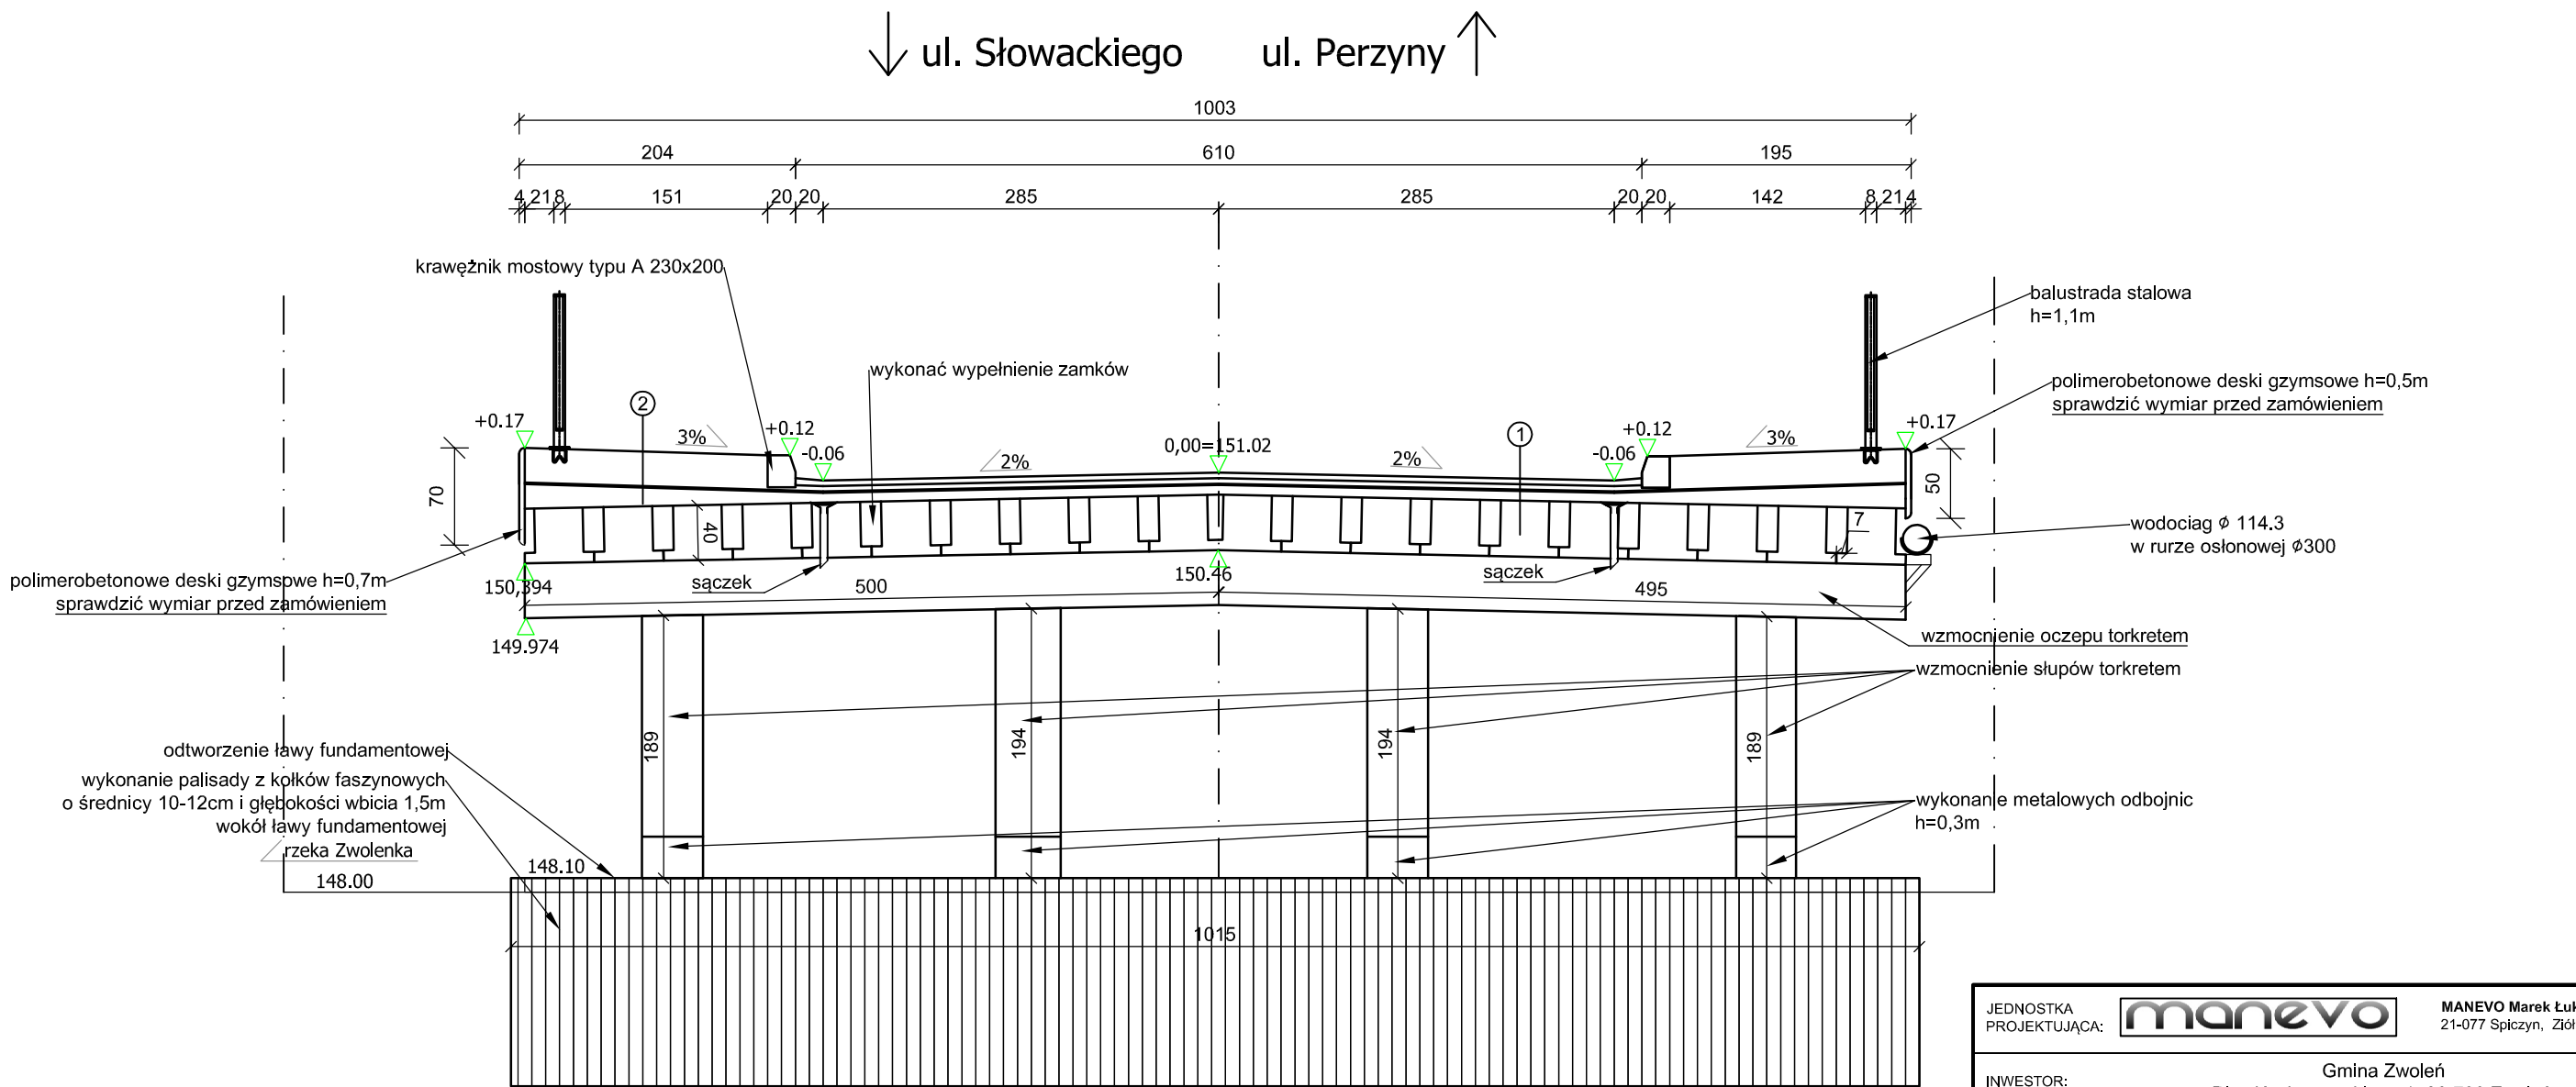 ul. Słowackiego ul. Perzyny
1003
204 610 195
4 21 8 151 20 20 285 285 20 20 142 8 21 4
krawężnik mostowy typu A 230x200
balustrada stalowa
h=1,1m
wykonać wypełnienie zamków
polimerobetonowe deski gzymsowe h=0,5m
sprawdzić wymiar przed zamówieniem
2
1
+0.17 3% +0.12 -0.06 2% 0,00=151.02 2% -0.06 +0.12 3% +0.17
70
40
7
50
wodociąg ϕ 114.3
w rurze osłonowej ϕ300
polimerobetonowe deski gzymsowe h=0,7m
sprawdzić wymiar przed zamówieniem
150,394 sączek 500 150.46 sączek 495
149.974
wzmocnienie oczepu torkretem
wzmocnienie słupów torkretem
189 194 194 189
odtworzenie ławy fundamentowej
wykonanie palisady z kołków faszynowych
o średnicy 10-12cm i głębokości wbicia 1,5m
wokół ławy fundamentowej
wykonanie metalowych odbojnic
h=0,3m
rzeka Zwolenka
148.00
148.10
1015
JEDNOSTKA
PROJEKTUJĄCA:
manevo
MANEVO Marek
21-077 Spiczyn,
INWESTOR:
Gmina Zwoleń